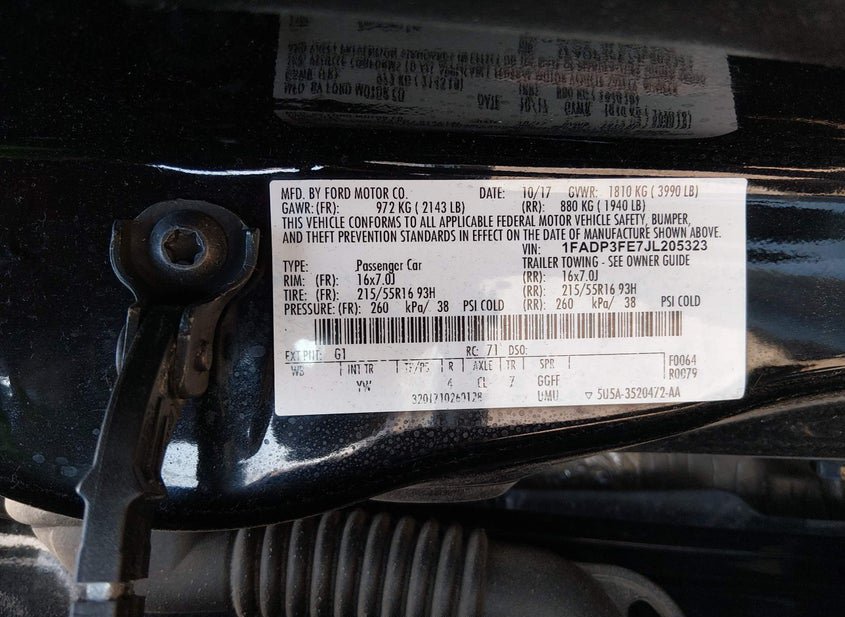 MFD. BY FORD MOTOR CO. DATE: 10/17 GVWR: 1810 KG ( 3990 LB)
GAWR: (FR): 972 KG ( 2143 LB) (RR): 880 KG ( 1940 LB)
THIS VEHICLE CONFORMS TO ALL APPLICABLE FEDERAL MOTOR VEHICLE SAFETY, BUMPER,
AND THEFT PREVENTION STANDARDS IN EFFECT ON THE DATE OF MANUFACTURE SHOWN ABOVE.
VIN: 1FADP3FE7JL205323
TYPE: Passenger Car TRAILER TOWING - SEE OWNER GUIDE
RIM: (FR): 16x7.0J (RR): 16x7.0J
TIRE: (FR): 215/55R16 93H (RR): 215/55R16 93H
PRESSURE: (FR): 260 kPa/ 38 PSI COLD (RR): 260 kPa/ 38 PSI COLD
EXT PNT: G1 RC: 71 DSO:
WB INT TR TP/PS R AXLE TR SPR F0064
YW 4 CL 7 GGFF R0079
UMU ▽ 5U5A-3520472-AA